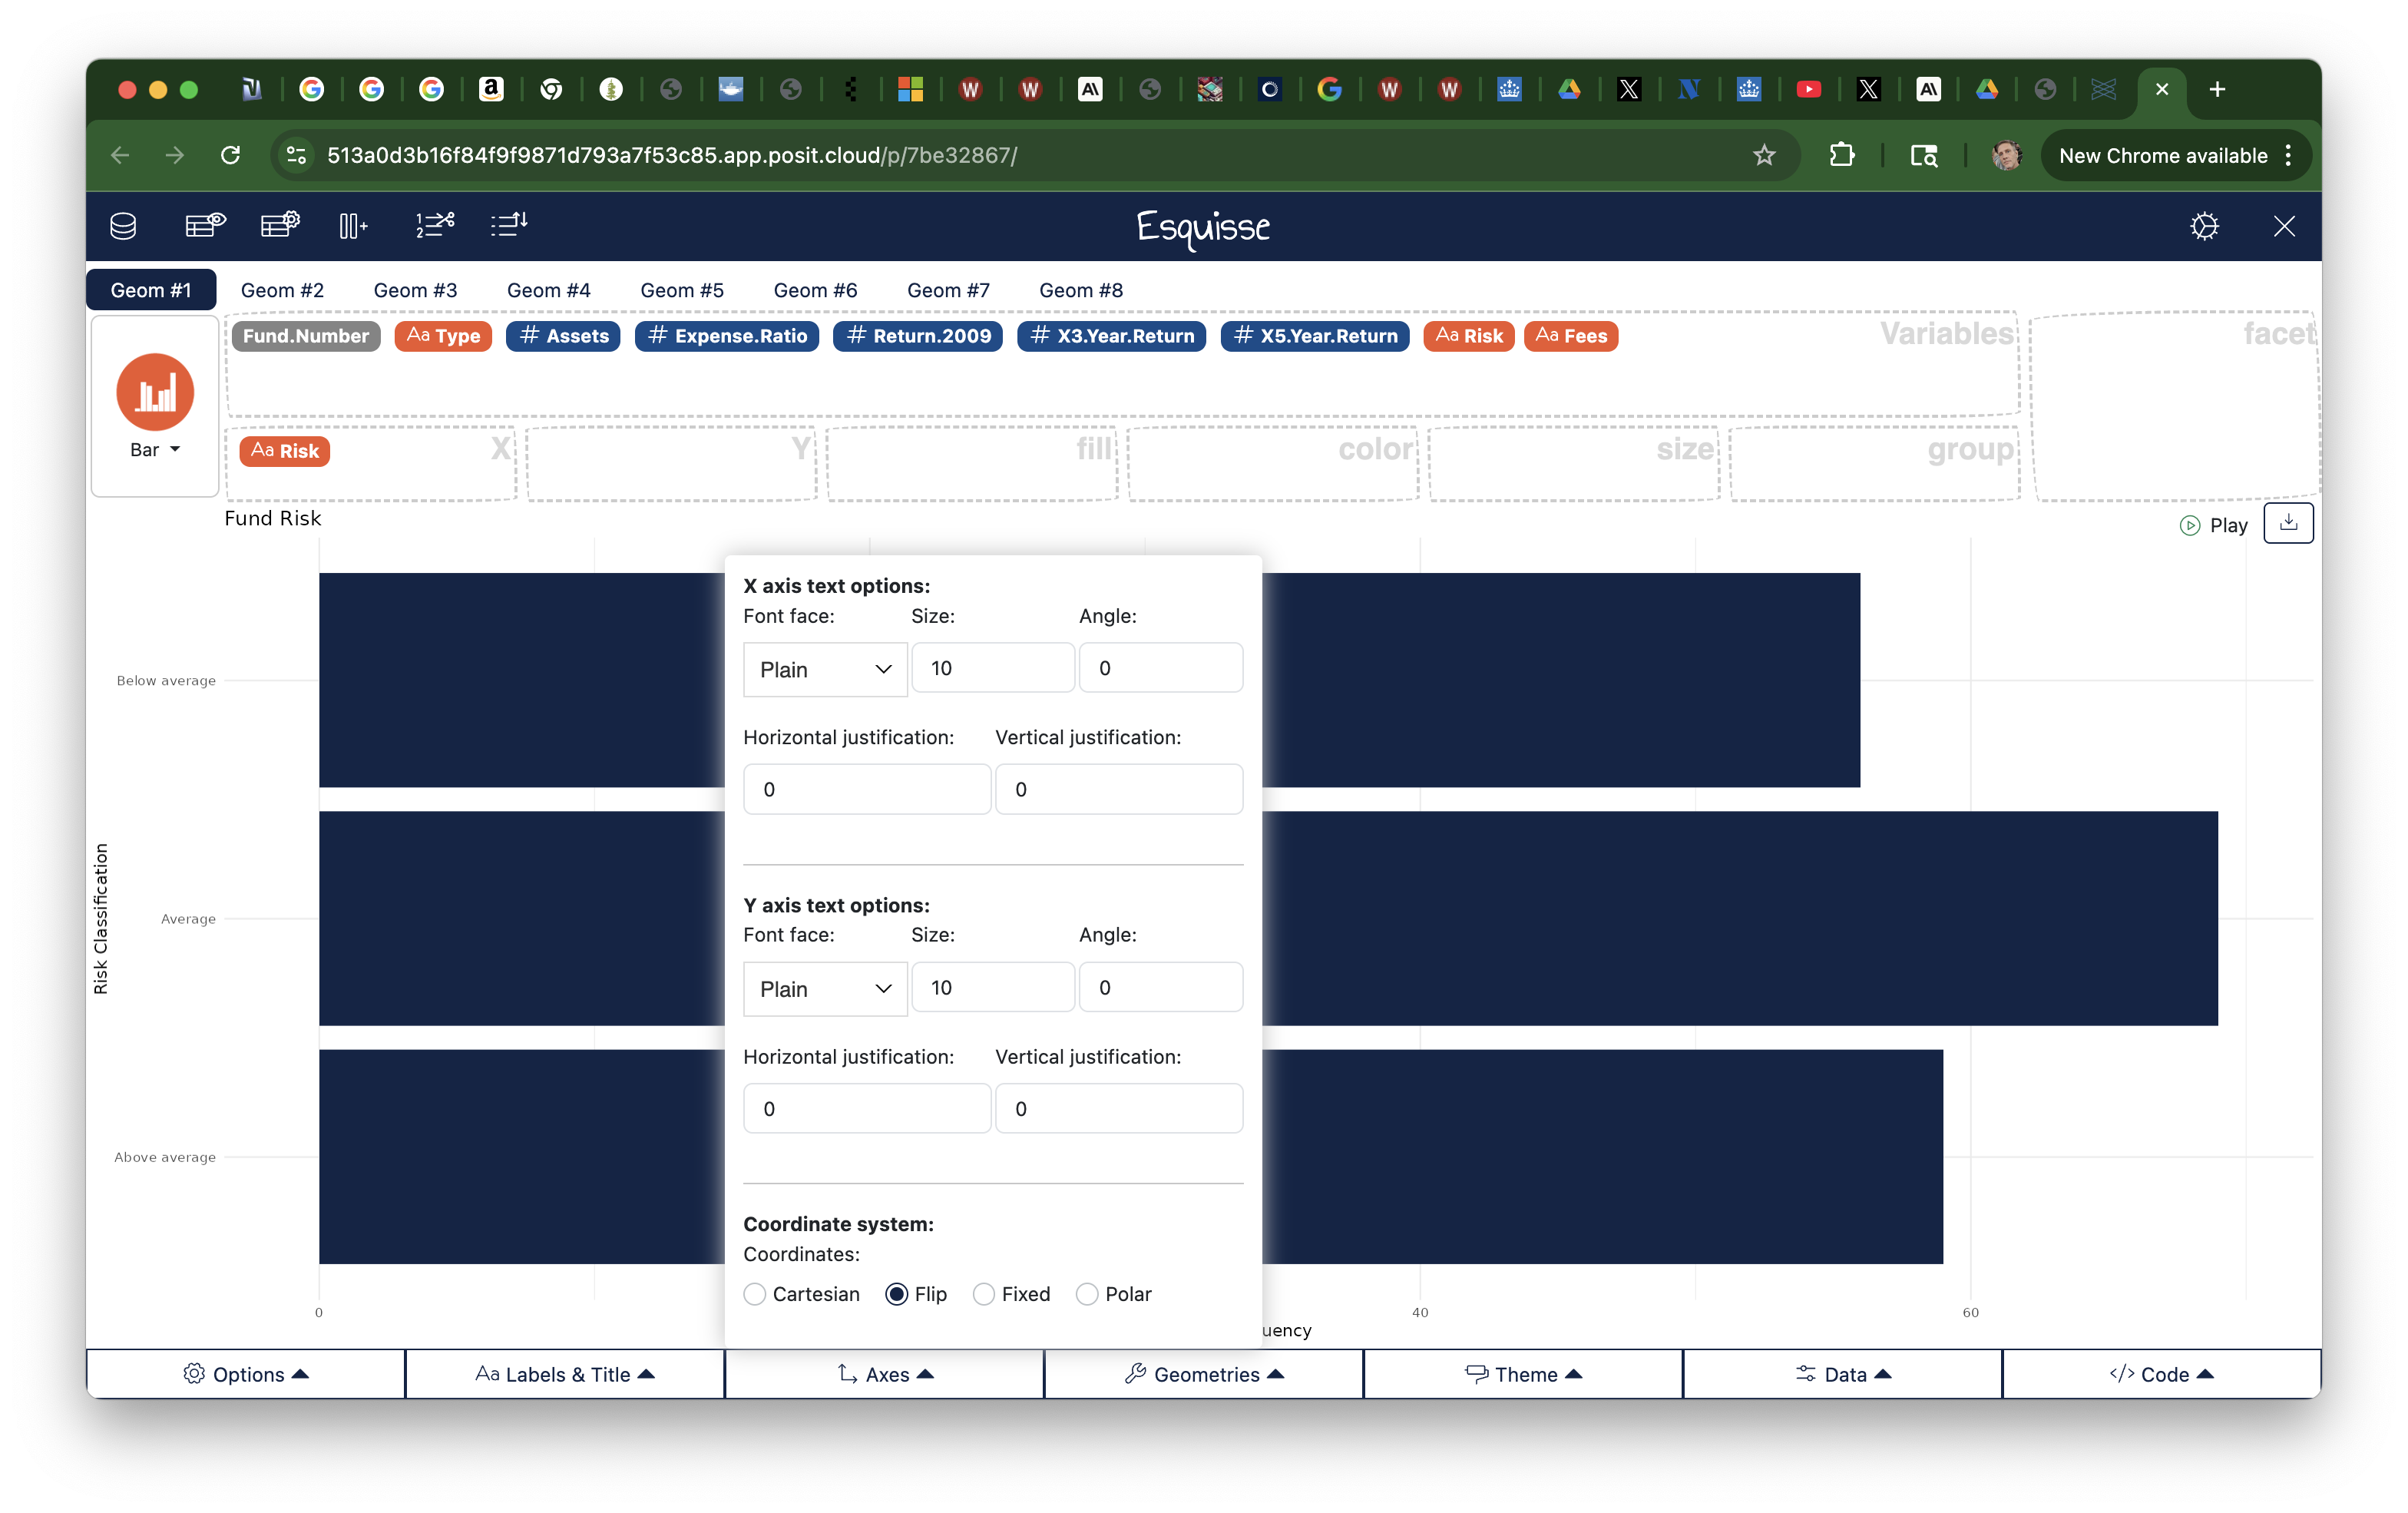 513a0d3b16f84f9f9871d793a7f53c85.app.posit.cloud/p/7be32867/
New Chrome available
Esquisse
Geom #1 Geom #2 Geom #3 Geom #4 Geom #5 Geom #6 Geom #7 Geom #8
Bar
Fund.Number Aa Type # Assets # Expense.Ratio # Return.2009 # X3.Year.Return # X5.Year.Return Aa Risk Aa Fees Variables facet
Aa Risk X Y fill color size group
Fund Risk
Play
X axis text options:
Font face: Size: Angle:
Plain 10 0
Horizontal justification: Vertical justification:
0 0
Y axis text options:
Font face: Size: Angle:
Plain 10 0
Horizontal justification: Vertical justification:
0 0
Coordinate system:
Coordinates:
Cartesian Flip Fixed Polar
Risk Classification
Below average
Average
Above average
0 40 60
uency
Options Aa Labels & Title Axes Geometries Theme </> Data Code